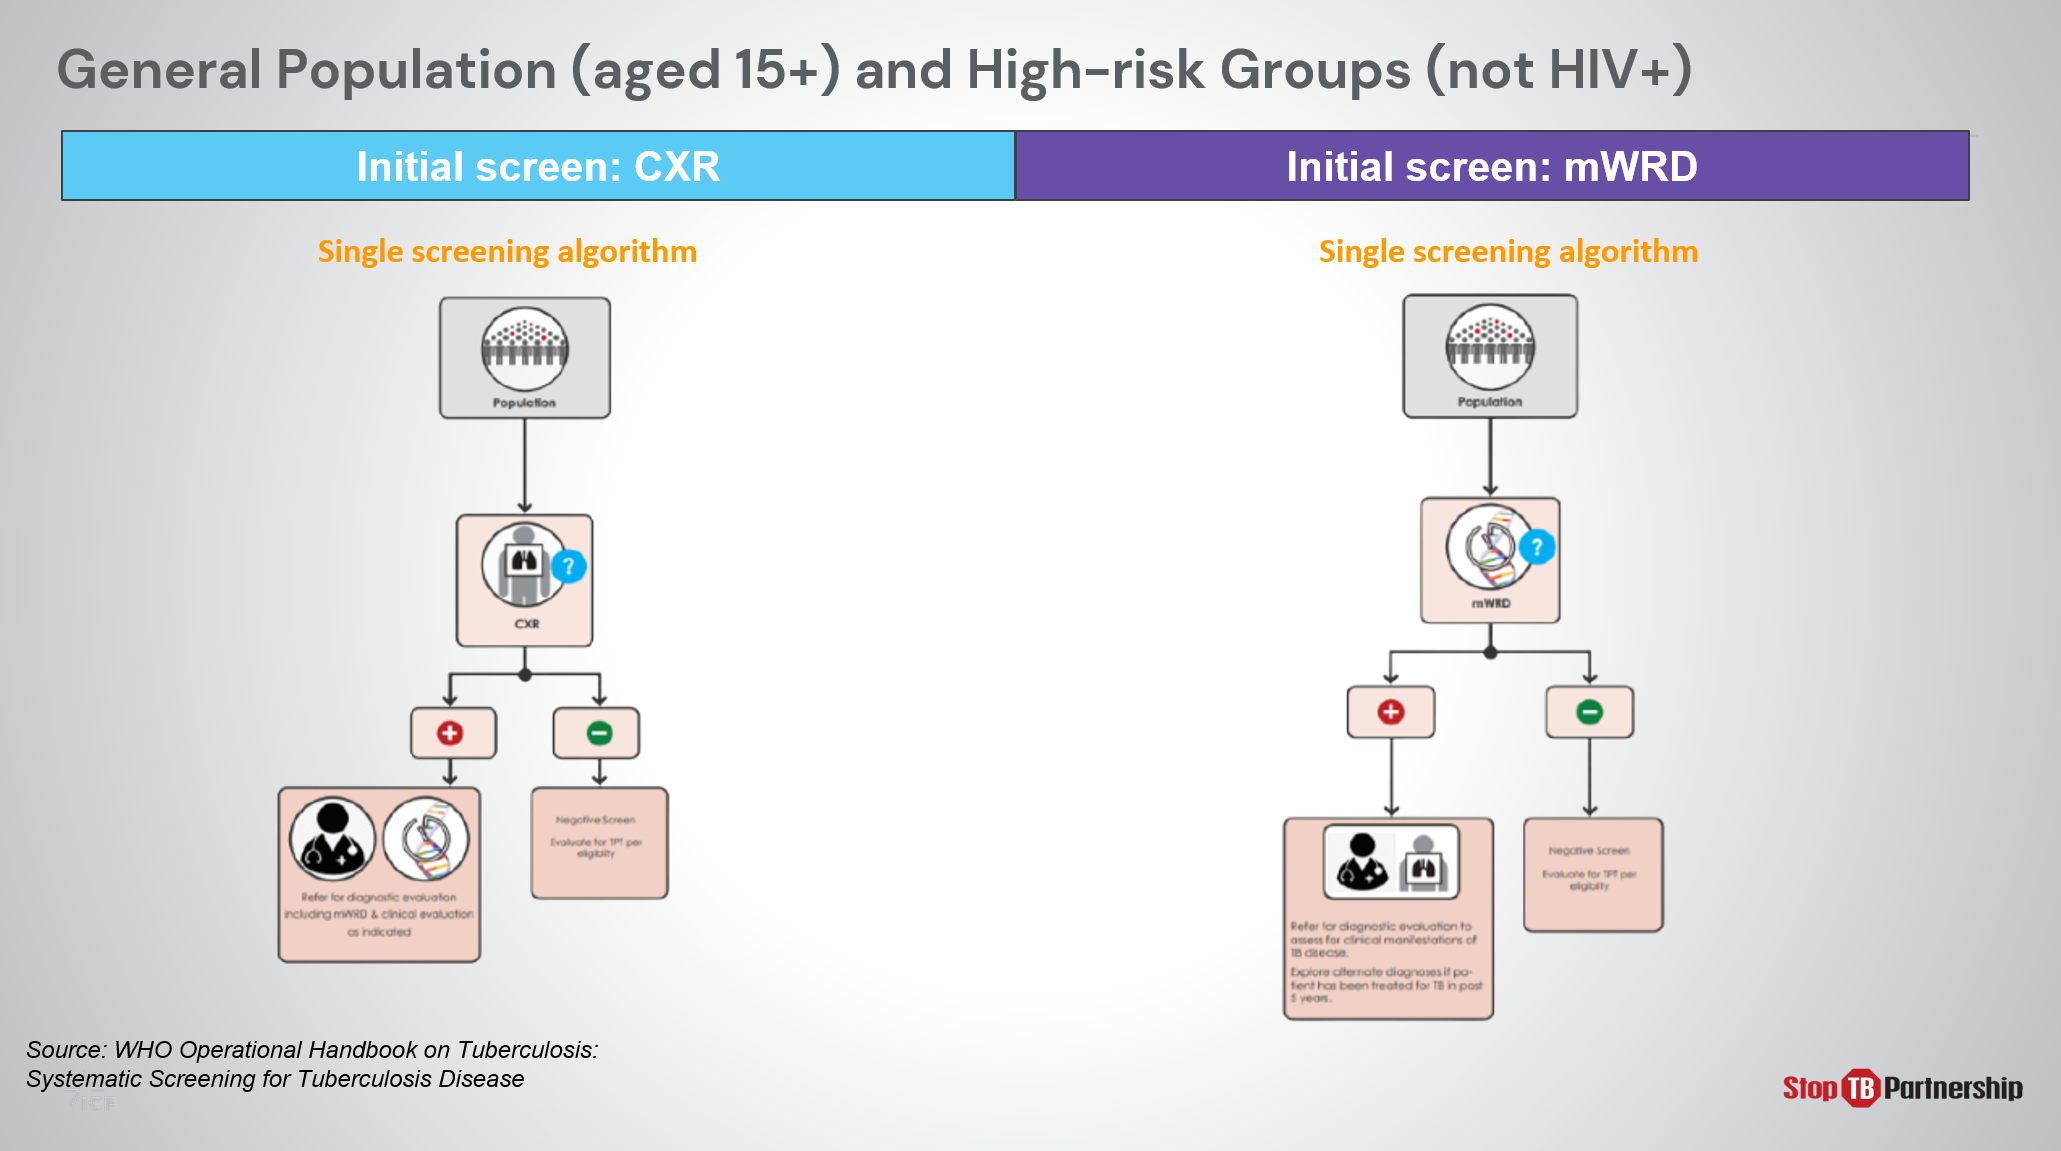 General Population (aged 15+) and High-risk Groups (not HIV+)
Initial screen: CXR
Initial screen: mWRD
Single screening algorithm
Population
?
CXR
Refer for diagnostic evaluation
including mWRD & clinical evaluation
as indicated
Negative Screen
Evaluate for TPT per
eligiblity
Single screening algorithm
Population
?
mWRD
Refer for diagnostic evaluation to
assess for clinical manifestations of
TB disease.
Explore alternate diagnoses if pa-
tient has been treated for TB in past
5 years.
Negative Screen
Evaluate for TPT per
eligiblity
Source: WHO Operational Handbook on Tuberculosis:
Systematic Screening for Tuberculosis Disease
Stop TB Partnership